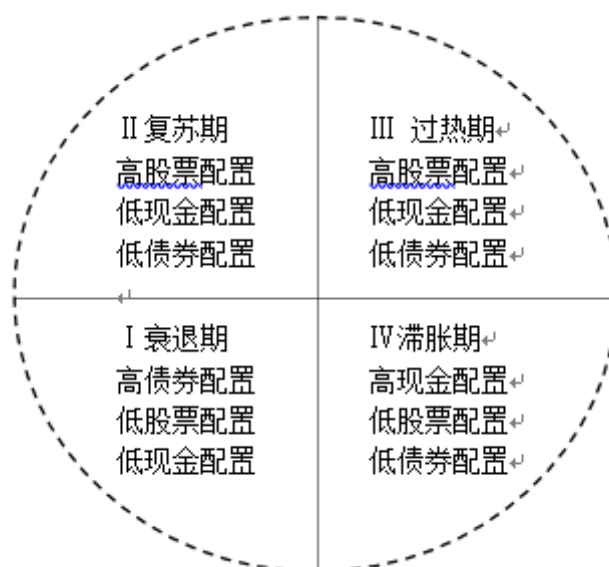 Ⅱ复苏期
高股票配置
低现金配置
低债券配置
Ⅲ 过热期
高股票配置
低现金配置
低债券配置
Ⅰ衰退期
高债券配置
低股票配置
低现金配置
Ⅳ滞胀期
高现金配置
低股票配置
低债券配置